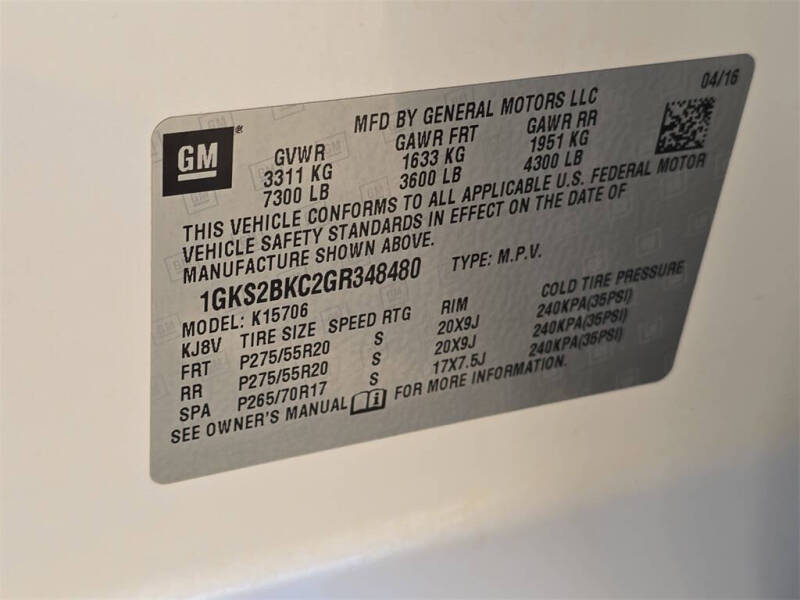 04/16
GM®
MFD BY GENERAL MOTORS LLC
GVWR GAWR FRT GAWR RR
3311 KG 1633 KG 1951 KG
7300 LB 3600 LB 4300 LB
THIS VEHICLE CONFORMS TO ALL APPLICABLE U.S. FEDERAL MOTOR
VEHICLE SAFETY STANDARDS IN EFFECT ON THE DATE OF
MANUFACTURE SHOWN ABOVE.
1GKS2BKC2GR348480 TYPE: M.P.V.
MODEL: K15706
KJ8V TIRE SIZE SPEED RTG RIM COLD TIRE PRESSURE
FRT P275/55R20 S 20X9J 240KPA(35PSI)
RR P275/55R20 S 20X9J 240KPA(35PSI)
SPA P265/70R17 S 17X7.5J 240KPA(35PSI)
SEE OWNER'S MANUAL FOR MORE INFORMATION.